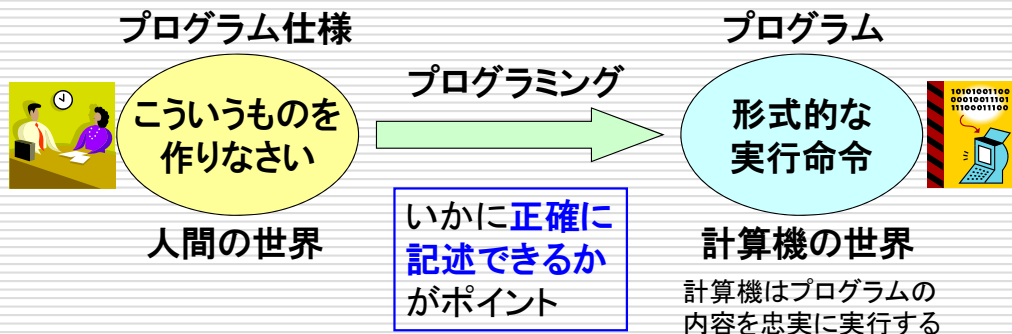 プログラム仕様
こういうものを
作りなさい
人間の世界
プログラミング
いかに正確に
記述できるか
がポイント
プログラム
形式的な
実行命令
10101001100
00010011101
11100011100
計算機の世界
計算機はプログラムの
内容を忠実に実行する